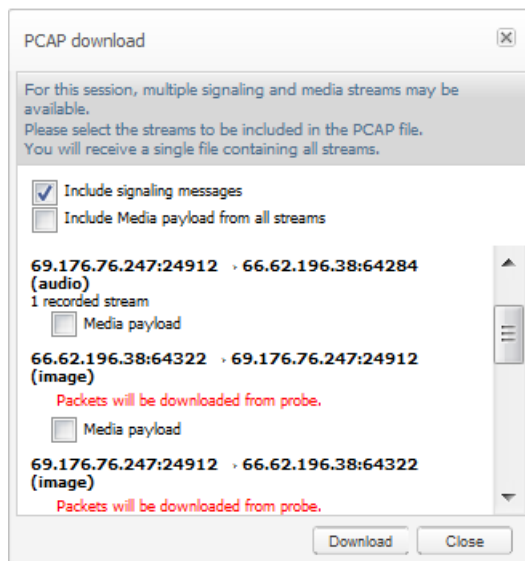 PCAP download
For this session, multiple signaling and media streams may be
available.
Please select the streams to be included in the PCAP file.
You will receive a single file containing all streams.
Include signaling messages
Include Media payload from all streams
69.176.76.247:24912 › 66.62.196.38:64284
(audio)
1 recorded stream
Media payload
66.62.196.38:64322 › 69.176.76.247:24912
(image)
Packets will be downloaded from probe.
Media payload
69.176.76.247:24912 › 66.62.196.38:64322
(image)
Packets will be downloaded from probe.
Download Close